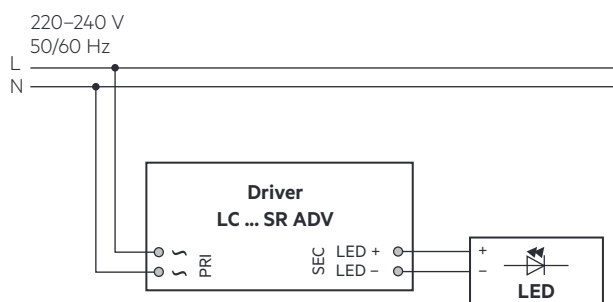 220–240 V
50/60 Hz
L
N
Driver
LC ... SR ADV
~ PRI SEC LED + +
~ LED – –
LED